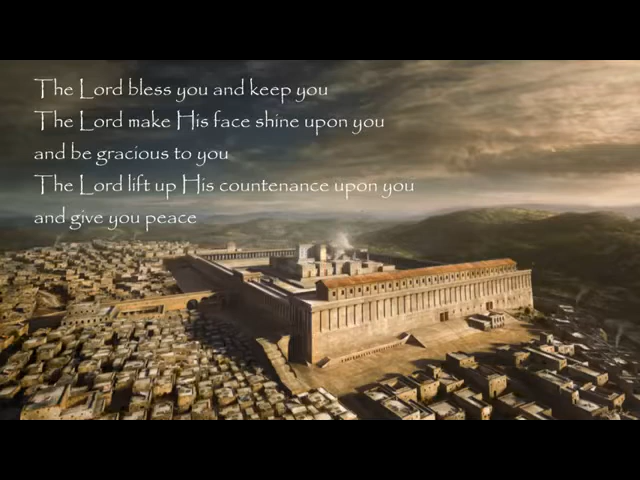 The Lord bless you and keep you
The Lord make His face shine upon you
and be gracious to you
The Lord lift up His countenance upon you
and give you peace